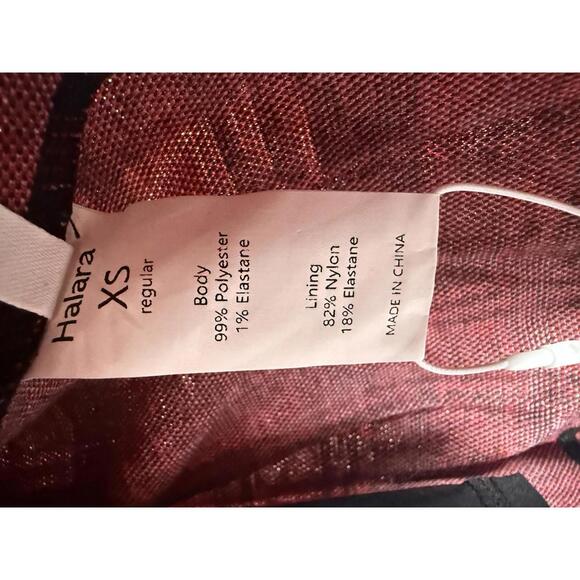 Halara
XS
regular
Body
99% Polyester
1% Elastane
Lining
82% Nylon
18% Elastane
MADE IN CHINA